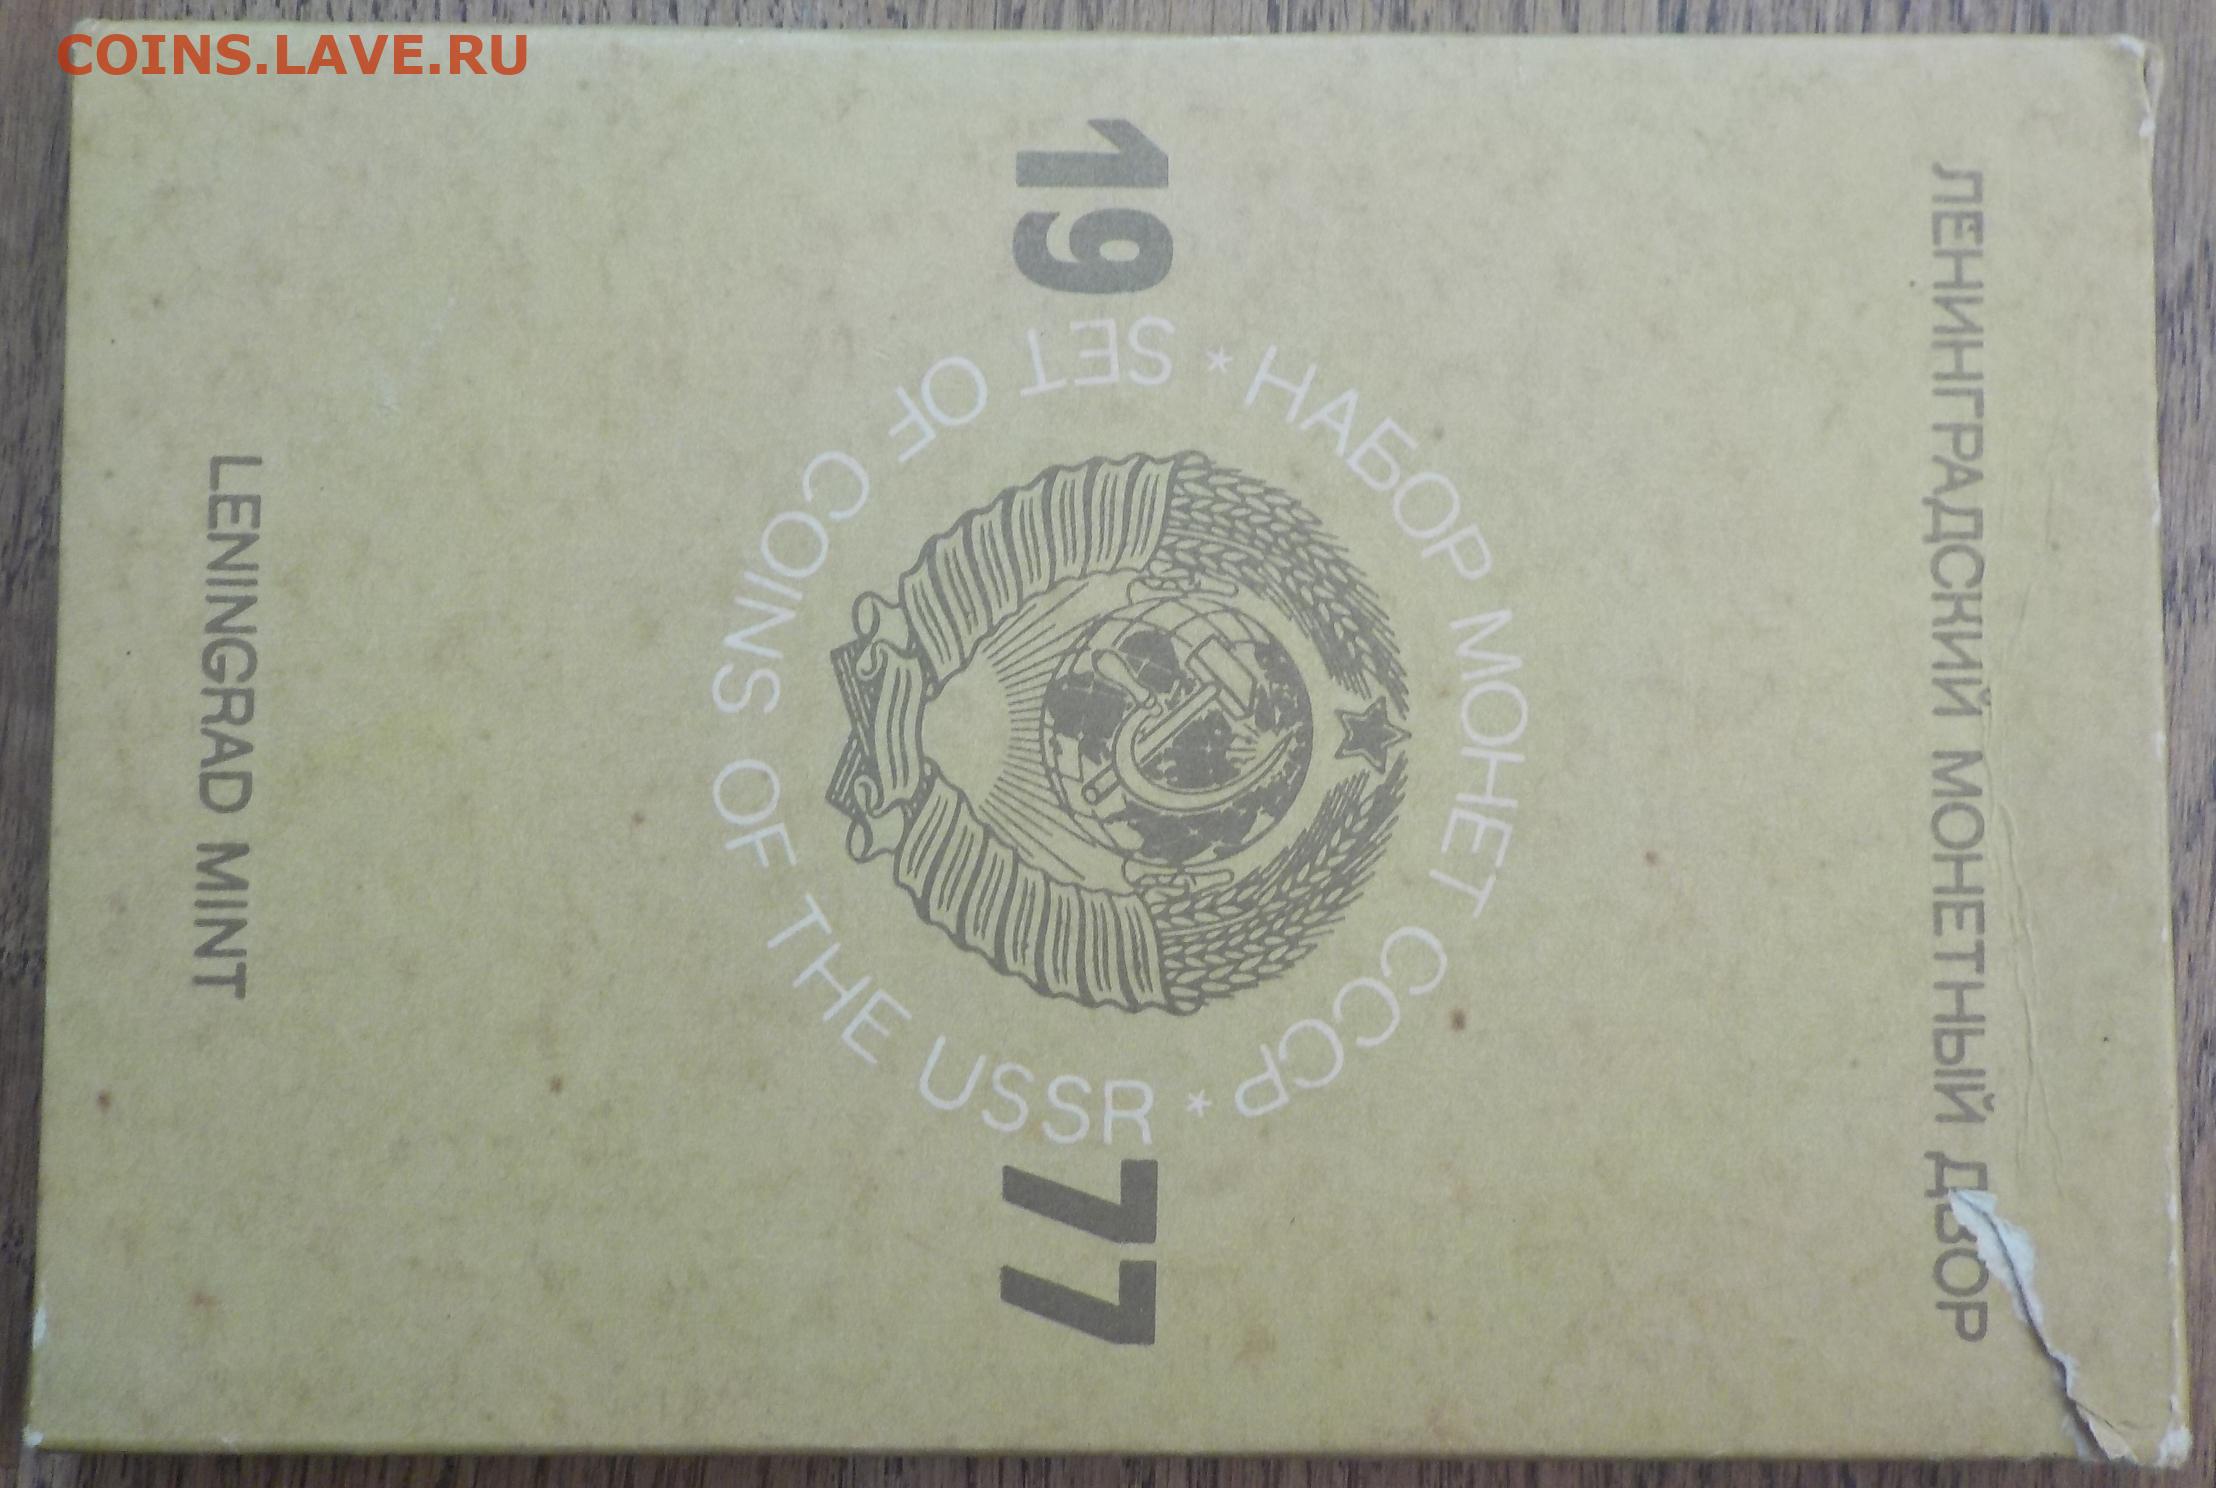 COINS.LAVE.RU
ЛЕНИНГРАДСКИЙ МОНЕТНЫЙ ДВОР
* НАБОР МОНЕТ СССР *
19 77
SET OF COINS OF THE USSR
LENINGRAD MINT